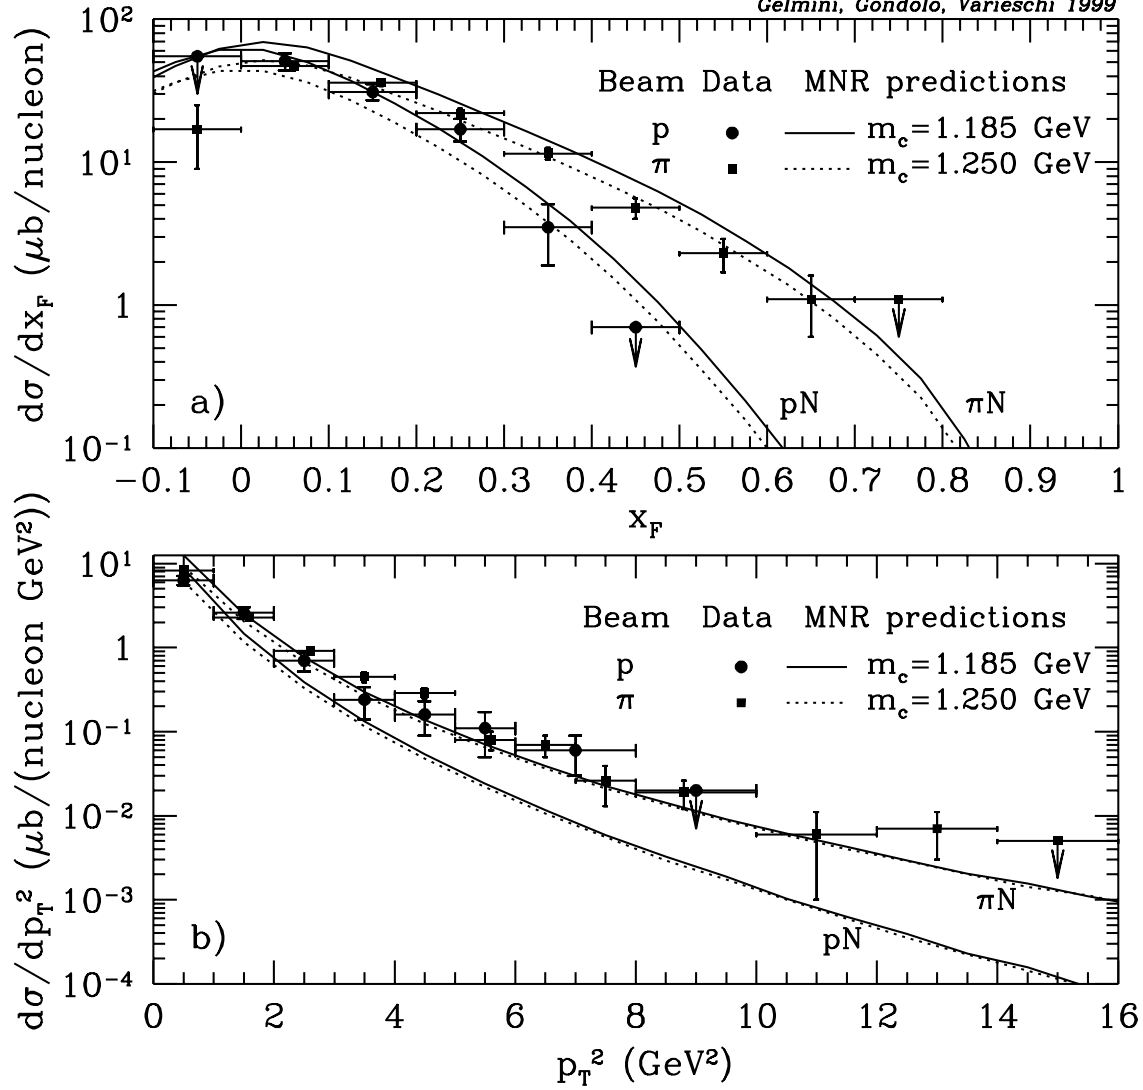 Gelmini, Gondolo, Varieschi 1999
10²
Beam Data MNR predictions
p m_c=1.185 GeV
π m_c=1.250 GeV
10¹
1
10⁻¹
dσ/dx_F (μb/nucleon)
a)
pN
πN
−0.1 0 0.1 0.2 0.3 0.4 0.5 0.6 0.7 0.8 0.9 1
x_F
10¹
Beam Data MNR predictions
p m_c=1.185 GeV
π m_c=1.250 GeV
1
10⁻¹
10⁻²
10⁻³
10⁻⁴
dσ/dp_T² (μb/(nucleon GeV²))
πN
pN
b)
0 2 4 6 8 10 12 14 16
p_T² (GeV²)